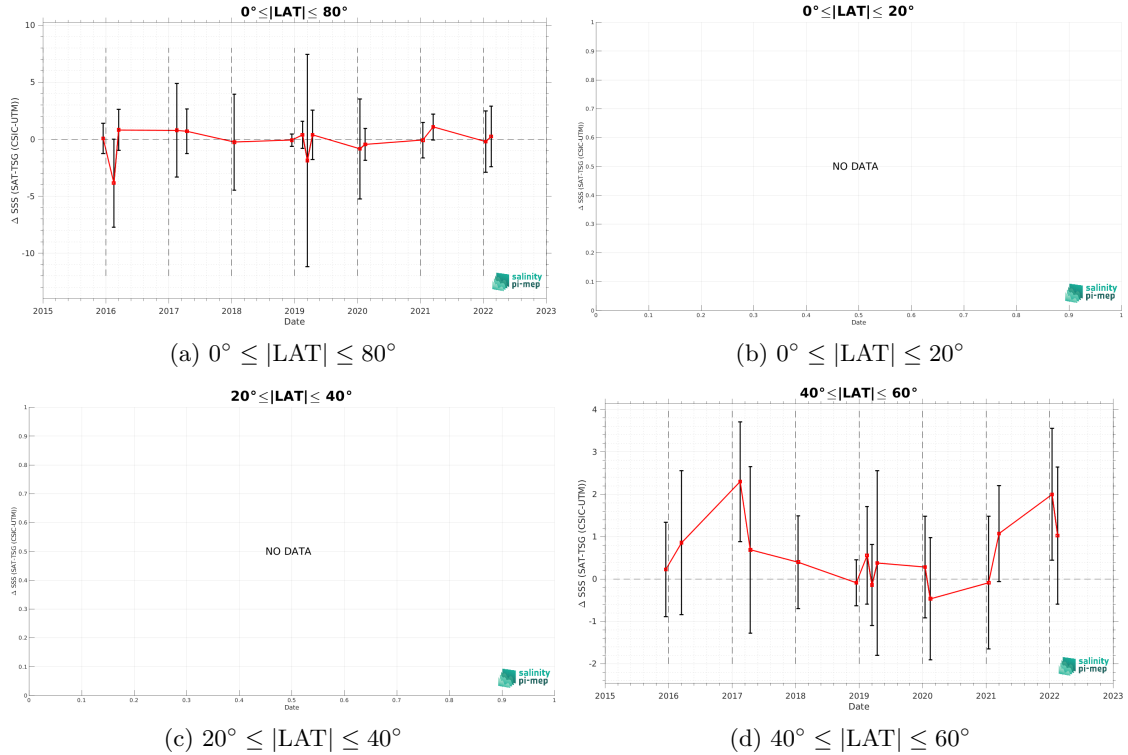 0°≤|LAT|≤ 80°
10
5
0
-5
-10
Δ SSS (SAT-TSG (CSIC-UTM))
salinity
pi-mep
2015 2016 2017 2018 2019 2020 2021 2022 2023
Date
(a) 0° ≤ |LAT| ≤ 80°
0°≤|LAT|≤ 20°
1
0.9
0.8
0.7
0.6
0.5
0.4
0.3
0.2
0.1
0
Δ SSS (SAT-TSG (CSIC-UTM))
NO DATA
salinity
pi-mep
0 0.1 0.2 0.3 0.4 0.5 0.6 0.7 0.8 0.9 1
Date
(b) 0° ≤ |LAT| ≤ 20°
20°≤|LAT|≤ 40°
1
0.9
0.8
0.7
0.6
0.5
0.4
0.3
0.2
0.1
0
Δ SSS (SAT-TSG (CSIC-UTM))
NO DATA
salinity
pi-mep
0 0.1 0.2 0.3 0.4 0.5 0.6 0.7 0.8 0.9 1
Date
(c) 20° ≤ |LAT| ≤ 40°
40°≤|LAT|≤ 60°
4
3
2
1
0
-1
-2
Δ SSS (SAT-TSG (CSIC-UTM))
salinity
pi-mep
2015 2016 2017 2018 2019 2020 2021 2022 2023
Date
(d) 40° ≤ |LAT| ≤ 60°